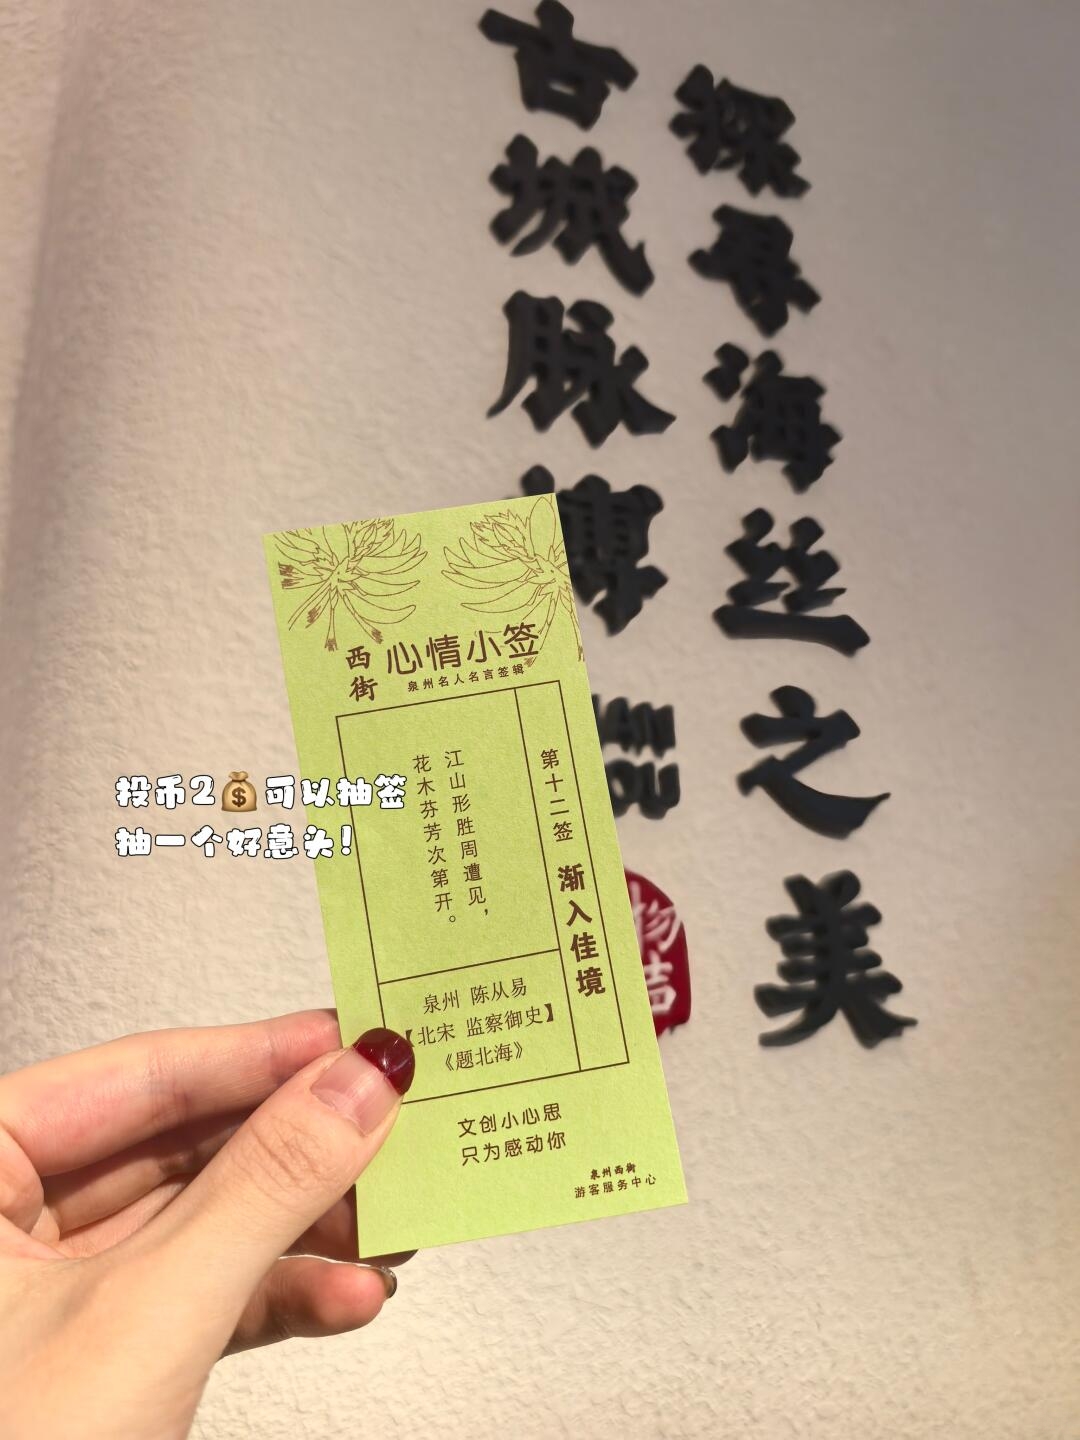 探寻海丝之美
古城脉搏
西街
心情小签
泉州名人名言签辑
第十二签 渐入佳境
江山形胜周遭见，
花木芬芳次第开。
泉州 陈从易
【北宋 监察御史】
《题北海》
文创小心思
只为感动你
泉州西街
游客服务中心
投币2💰可以抽签
抽一个好意头！